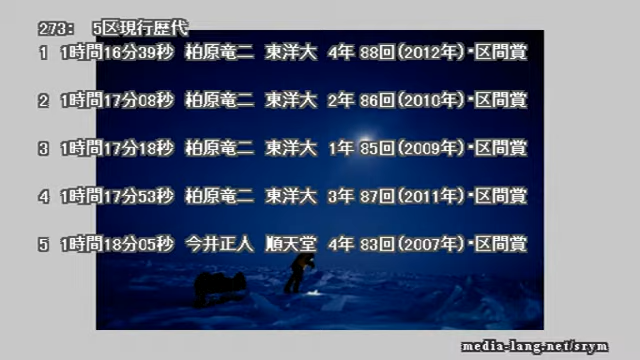 273: 5区現行歴代
1 1時間16分39秒 柏原竜二 東洋大 4年 88回(2012年)・区間賞
2 1時間17分08秒 柏原竜二 東洋大 2年 86回(2010年)・区間賞
3 1時間17分18秒 柏原竜二 東洋大 1年 85回(2009年)・区間賞
4 1時間17分53秒 柏原竜二 東洋大 3年 87回(2011年)・区間賞
5 1時間18分05秒 今井正人 順天堂 4年 83回(2007年)・区間賞
media-lang.net/srym